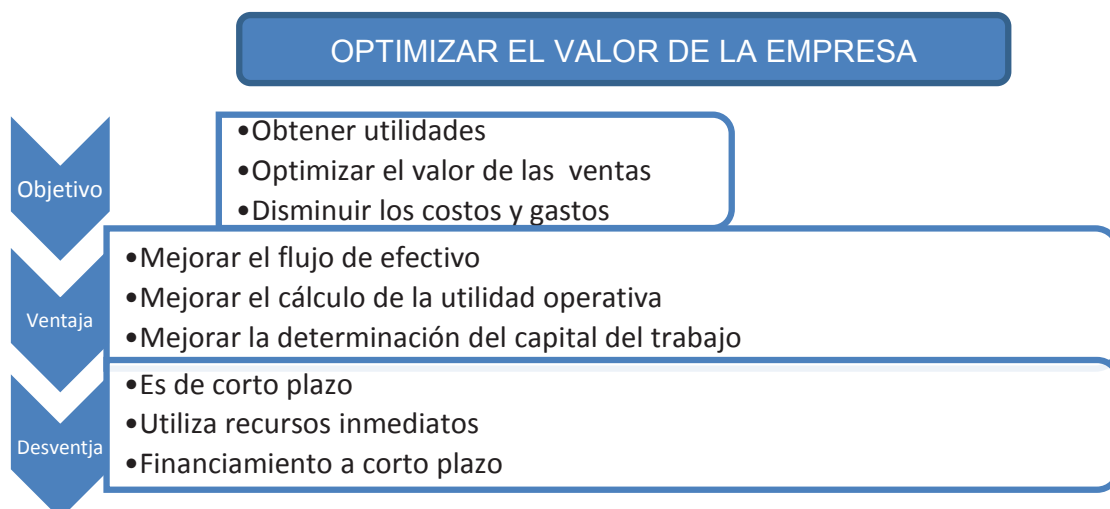 OPTIMIZAR EL VALOR DE LA EMPRESA
Objetivo
•Obtener utilidades
•Optimizar el valor de las ventas
•Disminuir los costos y gastos
Ventaja
•Mejorar el flujo de efectivo
•Mejorar el cálculo de la utilidad operativa
•Mejorar la determinación del capital del trabajo
Desventja
•Es de corto plazo
•Utiliza recursos inmediatos
•Financiamiento a corto plazo